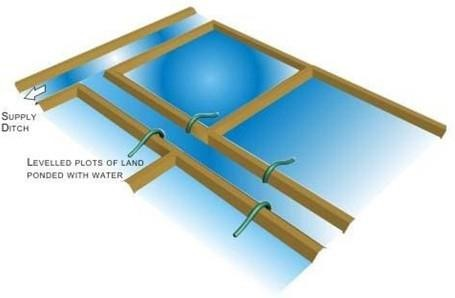 SUPPLY
DITCH
LEVELLED PLOTS OF LAND
PONDED WITH WATER